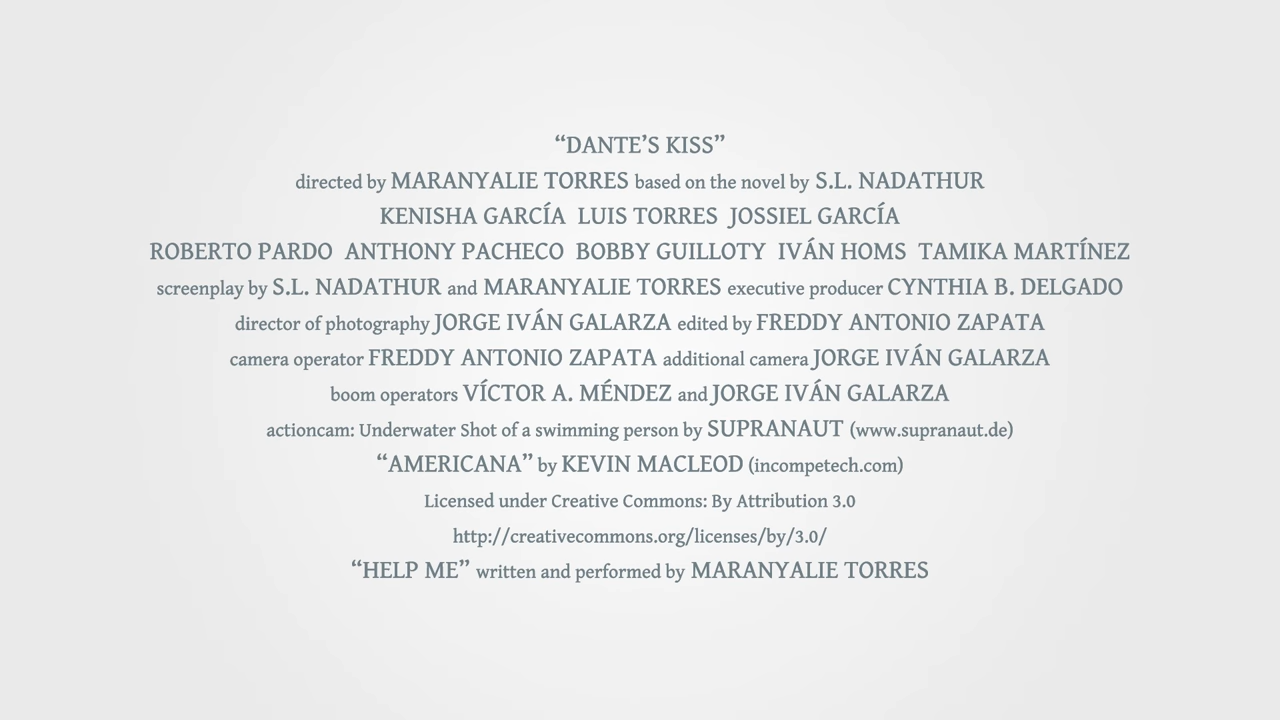 “DANTE’S KISS”
directed by MARANYALIE TORRES based on the novel by S.L. NADATHUR
KENISHA GARCÍA LUIS TORRES JOSSIEL GARCÍA
ROBERTO PARDO ANTHONY PACHECO BOBBY GUILLOTY IVÁN HOMS TAMIKA MARTÍNEZ
screenplay by S.L. NADATHUR and MARANYALIE TORRES executive producer CYNTHIA B. DELGADO
director of photography JORGE IVÁN GALARZA edited by FREDDY ANTONIO ZAPATA
camera operator FREDDY ANTONIO ZAPATA additional camera JORGE IVÁN GALARZA
boom operators VÍCTOR A. MÉNDEZ and JORGE IVÁN GALARZA
actioncam: Underwater Shot of a swimming person by SUPRANAUT (www.supranaut.de)
“AMERICANA” by KEVIN MACLEOD (incompetech.com)
Licensed under Creative Commons: By Attribution 3.0
http://creativecommons.org/licenses/by/3.0/
“HELP ME” written and performed by MARANYALIE TORRES